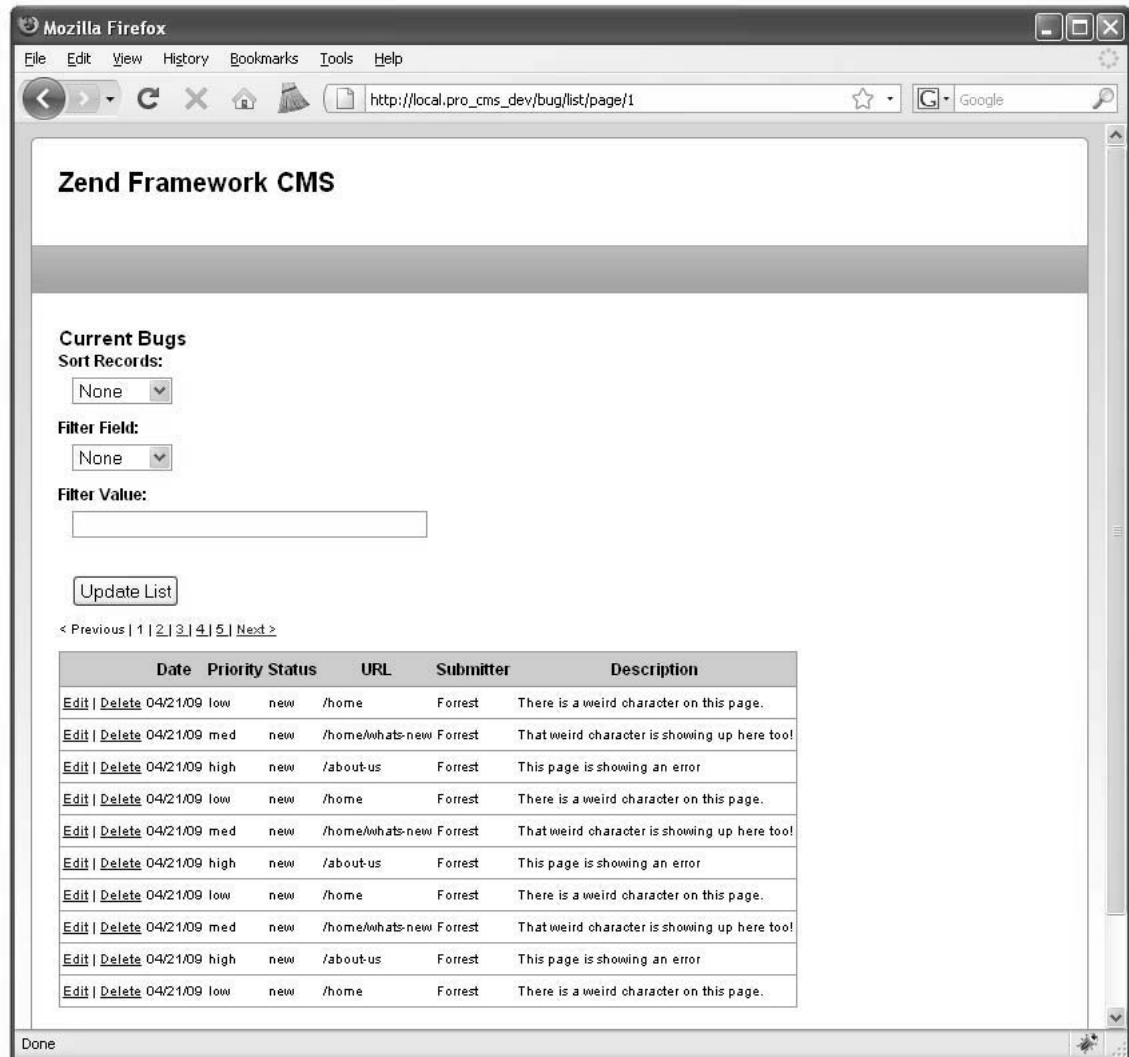 Mozilla Firefox
File Edit View History Bookmarks Tools Help
http://local.pro_cms_dev/bug/list/page/1 G Google
Zend Framework CMS
Current Bugs
Sort Records:
None
Filter Field:
None
Filter Value:
Update List
< Previous | 1 | 2 | 3 | 4 | 5 | Next >
Date Priority Status URL Submitter Description
Edit | Delete 04/21/09 low new /home Forrest There is a weird character on this page.
Edit | Delete 04/21/09 med new /home/whats-new Forrest That weird character is showing up here too!
Edit | Delete 04/21/09 high new /about-us Forrest This page is showing an error
Edit | Delete 04/21/09 low new /home Forrest There is a weird character on this page.
Edit | Delete 04/21/09 med new /home/whats-new Forrest That weird character is showing up here too!
Edit | Delete 04/21/09 high new /about-us Forrest This page is showing an error
Edit | Delete 04/21/09 low new /home Forrest There is a weird character on this page.
Edit | Delete 04/21/09 med new /home/whats-new Forrest That weird character is showing up here too!
Edit | Delete 04/21/09 high new /about-us Forrest This page is showing an error
Edit | Delete 04/21/09 low new /home Forrest There is a weird character on this page.
Done